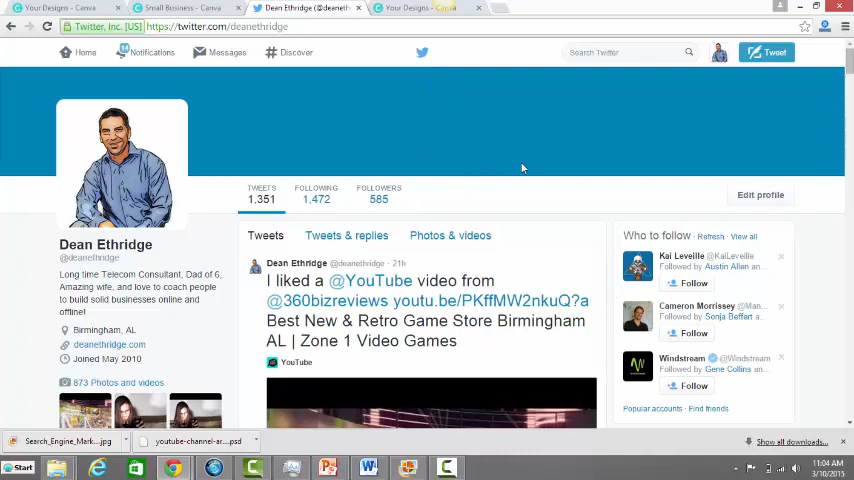 Your Designs - Canva
Small Business - Canva
Dean Ethridge (@deaneth
Your Designs - Canva
Twitter, Inc. [US]
https://twitter.com/deanethridge
Home
14
Notifications
Messages
# Discover
Search Twitter
Tweet
TWEETS
1,351
FOLLOWING
1,472
FOLLOWERS
585
Edit profile
Dean Ethridge
@deanethridge
Long time Telecom Consultant, Dad of 6,
Amazing wife, and love to coach people
to build solid businesses online and
offline!
Birmingham, AL
deanethridge.com
Joined May 2010
873 Photos and videos
Tweets
Tweets & replies
Photos & videos
Dean Ethridge @deanethridge · 21h
I liked a @YouTube video from
@360bizreviews youtu.be/PKffMW2nkuQ?a
Best New & Retro Game Store Birmingham
AL | Zone 1 Video Games
YouTube
Who to follow · Refresh · View all
Kai Leveille @KaiLeveille
Followed by Austin Allan and ...
Follow
Cameron Morrissey @Man...
Followed by Sonja Beffart and ...
Follow
Windstream @Windstream
Followed by Gene Collins and ...
Follow
Popular accounts · Find friends
Search_Engine_Mark....jpg
youtube-channel-ar....psd
Show all downloads...
Start
11:04 AM
3/10/2015